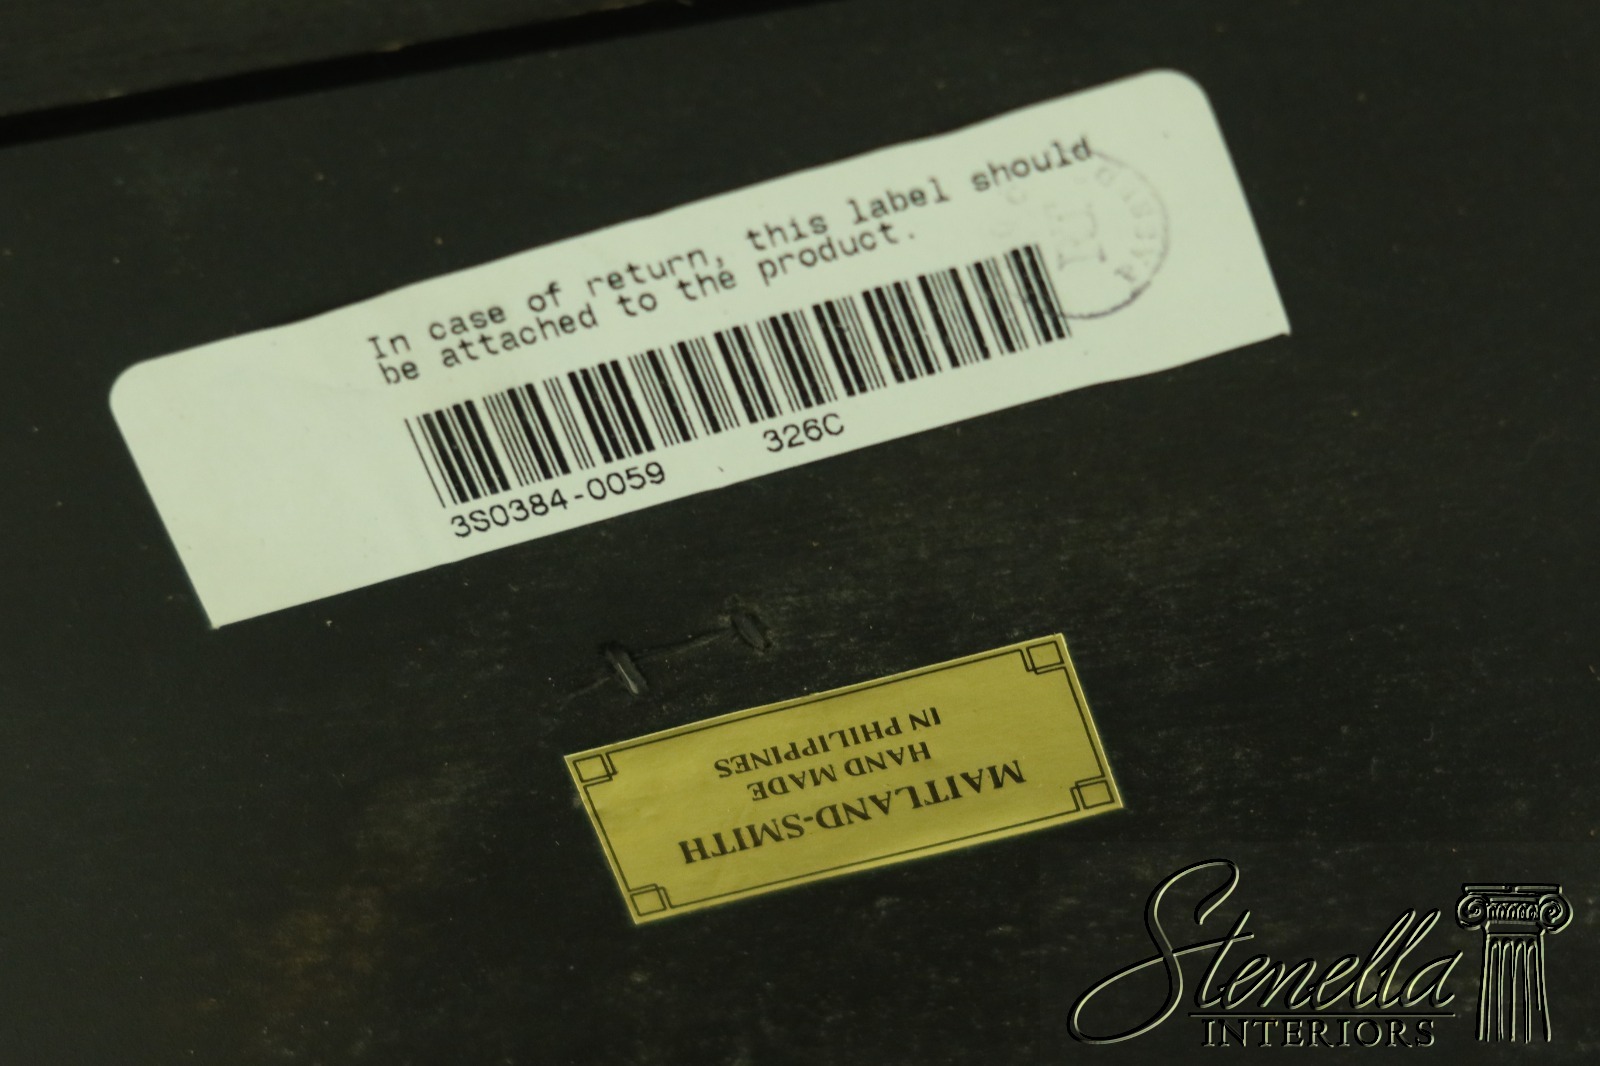 In case of return, this label should
be attached to the product.
3S0384-0059 326C
MAITLAND-SMITH
HAND MADE
IN PHILIPPINES
Stenella
INTERIORS